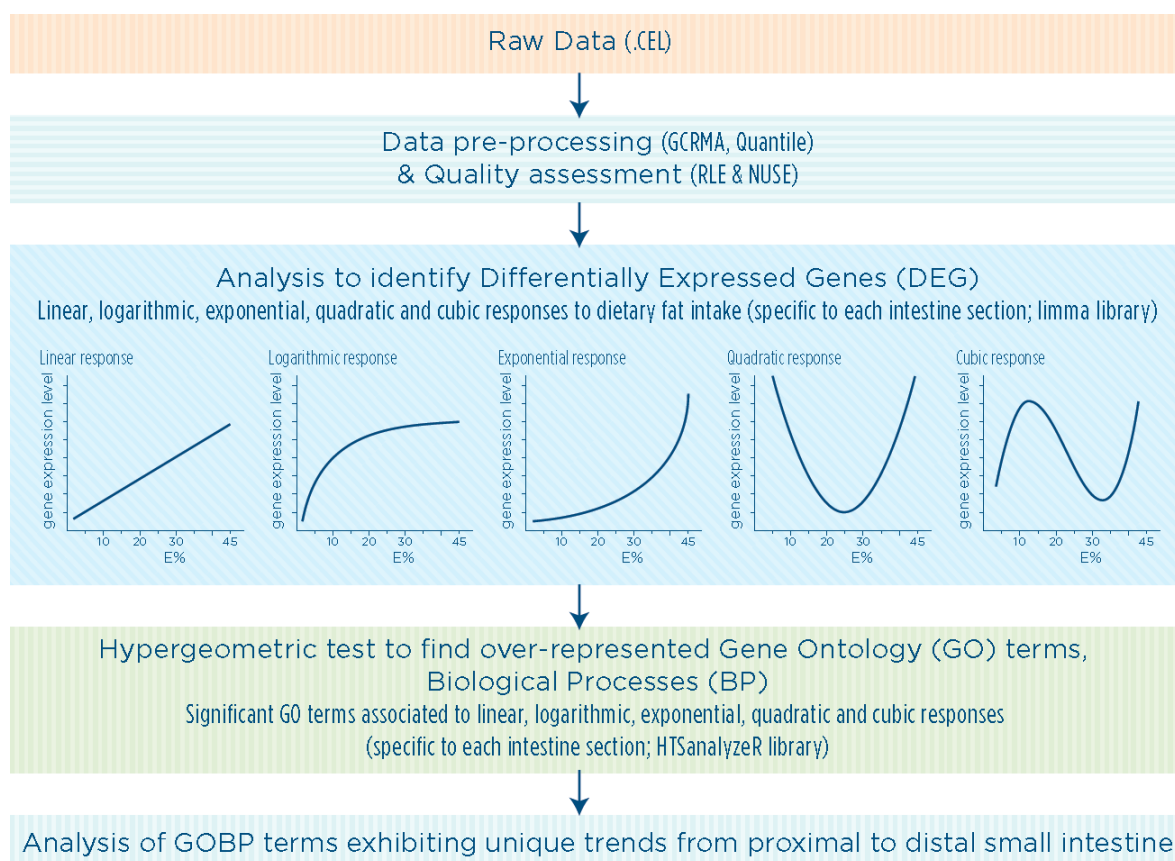 Raw Data (.CEL)
Data pre-processing (GCRMA, Quantile)
& Quality assessment (RLE & NUSE)
Analysis to identify Differentially Expressed Genes (DEG)
Linear, logarithmic, exponential, quadratic and cubic responses to dietary fat intake (specific to each intestine section; limma library)
Linear response
gene expression level
10 20 30 45
E%
Logarithmic response
gene expression level
10 20 30 45
E%
Exponential response
gene expression level
10 20 30 45
E%
Quadratic response
gene expression level
10 20 30 45
E%
Cubic response
gene expression level
10 20 30 45
E%
Hypergeometric test to find over-represented Gene Ontology (GO) terms,
Biological Processes (BP)
Significant GO terms associated to linear, logarithmic, exponential, quadratic and cubic responses
(specific to each intestine section; HTSanalyzeR library)
Analysis of GOBP terms exhibiting unique trends from proximal to distal small intestine